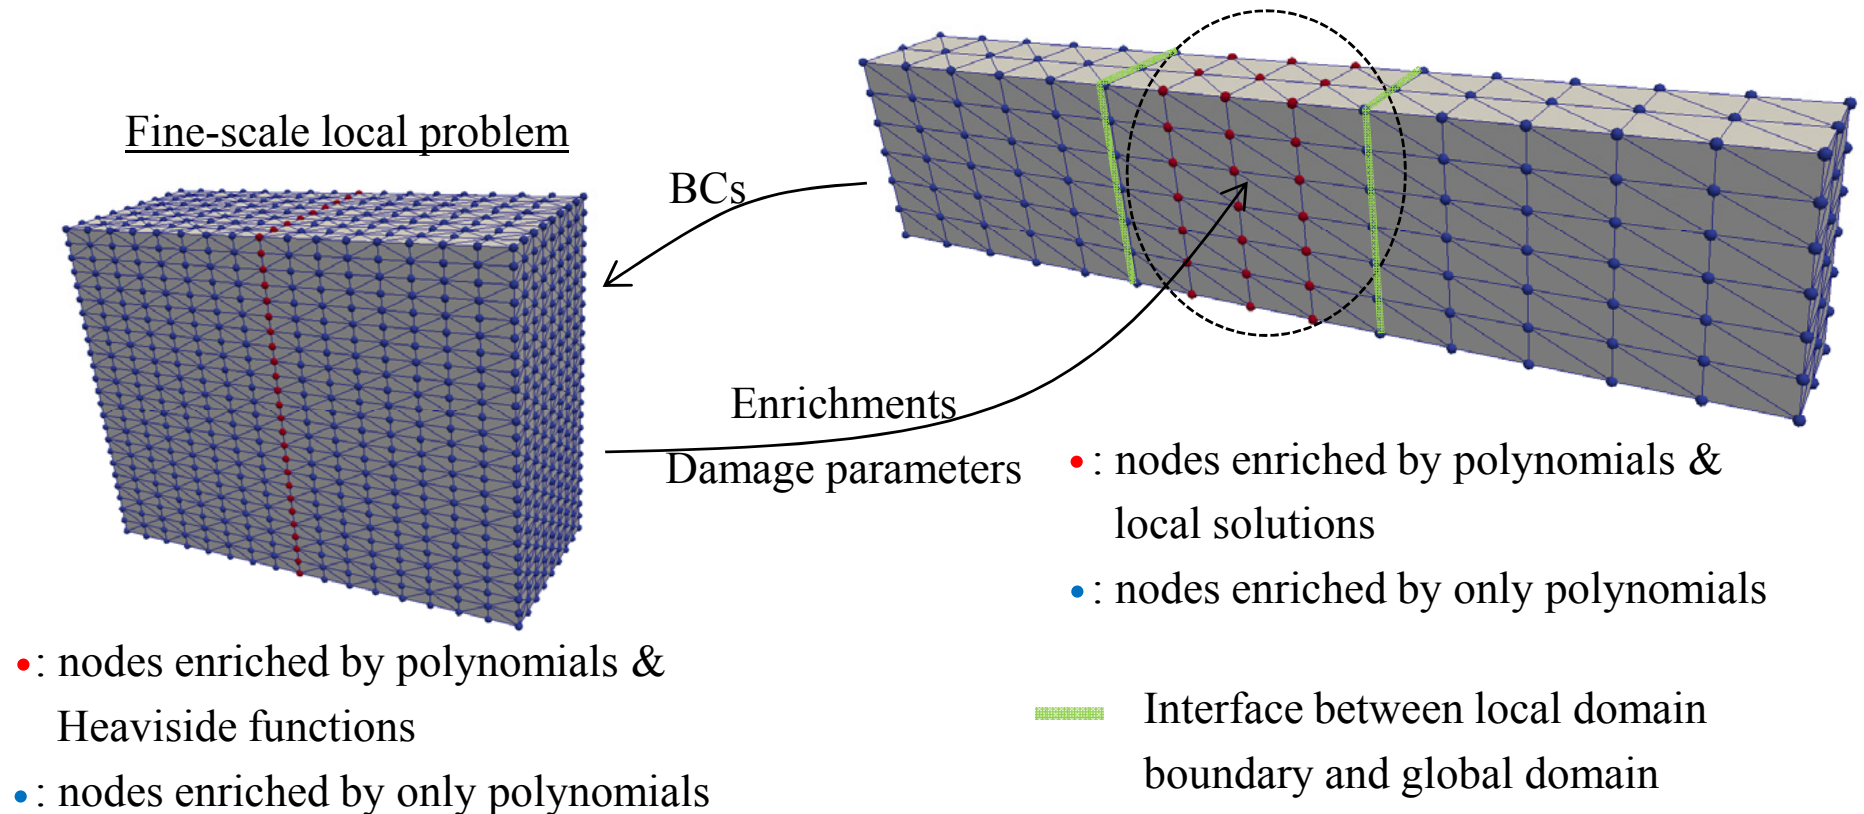 Fine-scale local problem
BCs
Enrichments
Damage parameters
: nodes enriched by polynomials &
local solutions
: nodes enriched by only polynomials
: nodes enriched by polynomials &
Heaviside functions
: nodes enriched by only polynomials
Interface between local domain
boundary and global domain